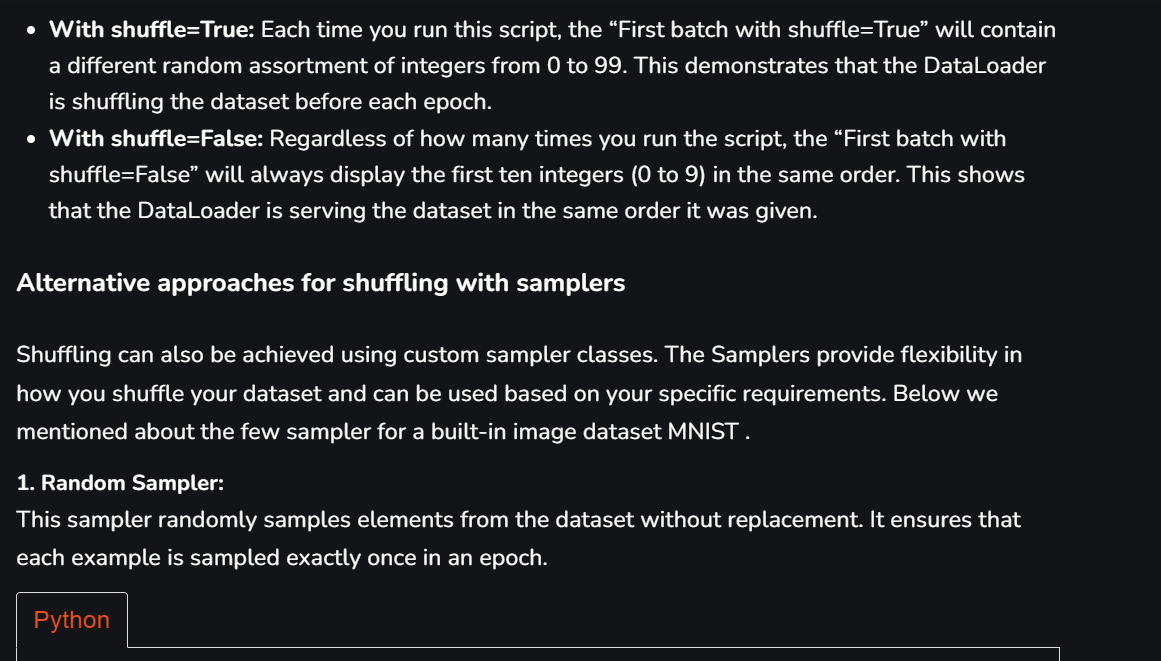 • With shuffle=True: Each time you run this script, the “First batch with shuffle=True” will contain
a different random assortment of integers from 0 to 99. This demonstrates that the DataLoader
is shuffling the dataset before each epoch.
• With shuffle=False: Regardless of how many times you run the script, the “First batch with
shuffle=False” will always display the first ten integers (0 to 9) in the same order. This shows
that the DataLoader is serving the dataset in the same order it was given.
Alternative approaches for shuffling with samplers
Shuffling can also be achieved using custom sampler classes. The Samplers provide flexibility in
how you shuffle your dataset and can be used based on your specific requirements. Below we
mentioned about the few sampler for a built-in image dataset MNIST .
1. Random Sampler:
This sampler randomly samples elements from the dataset without replacement. It ensures that
each example is sampled exactly once in an epoch.
Python